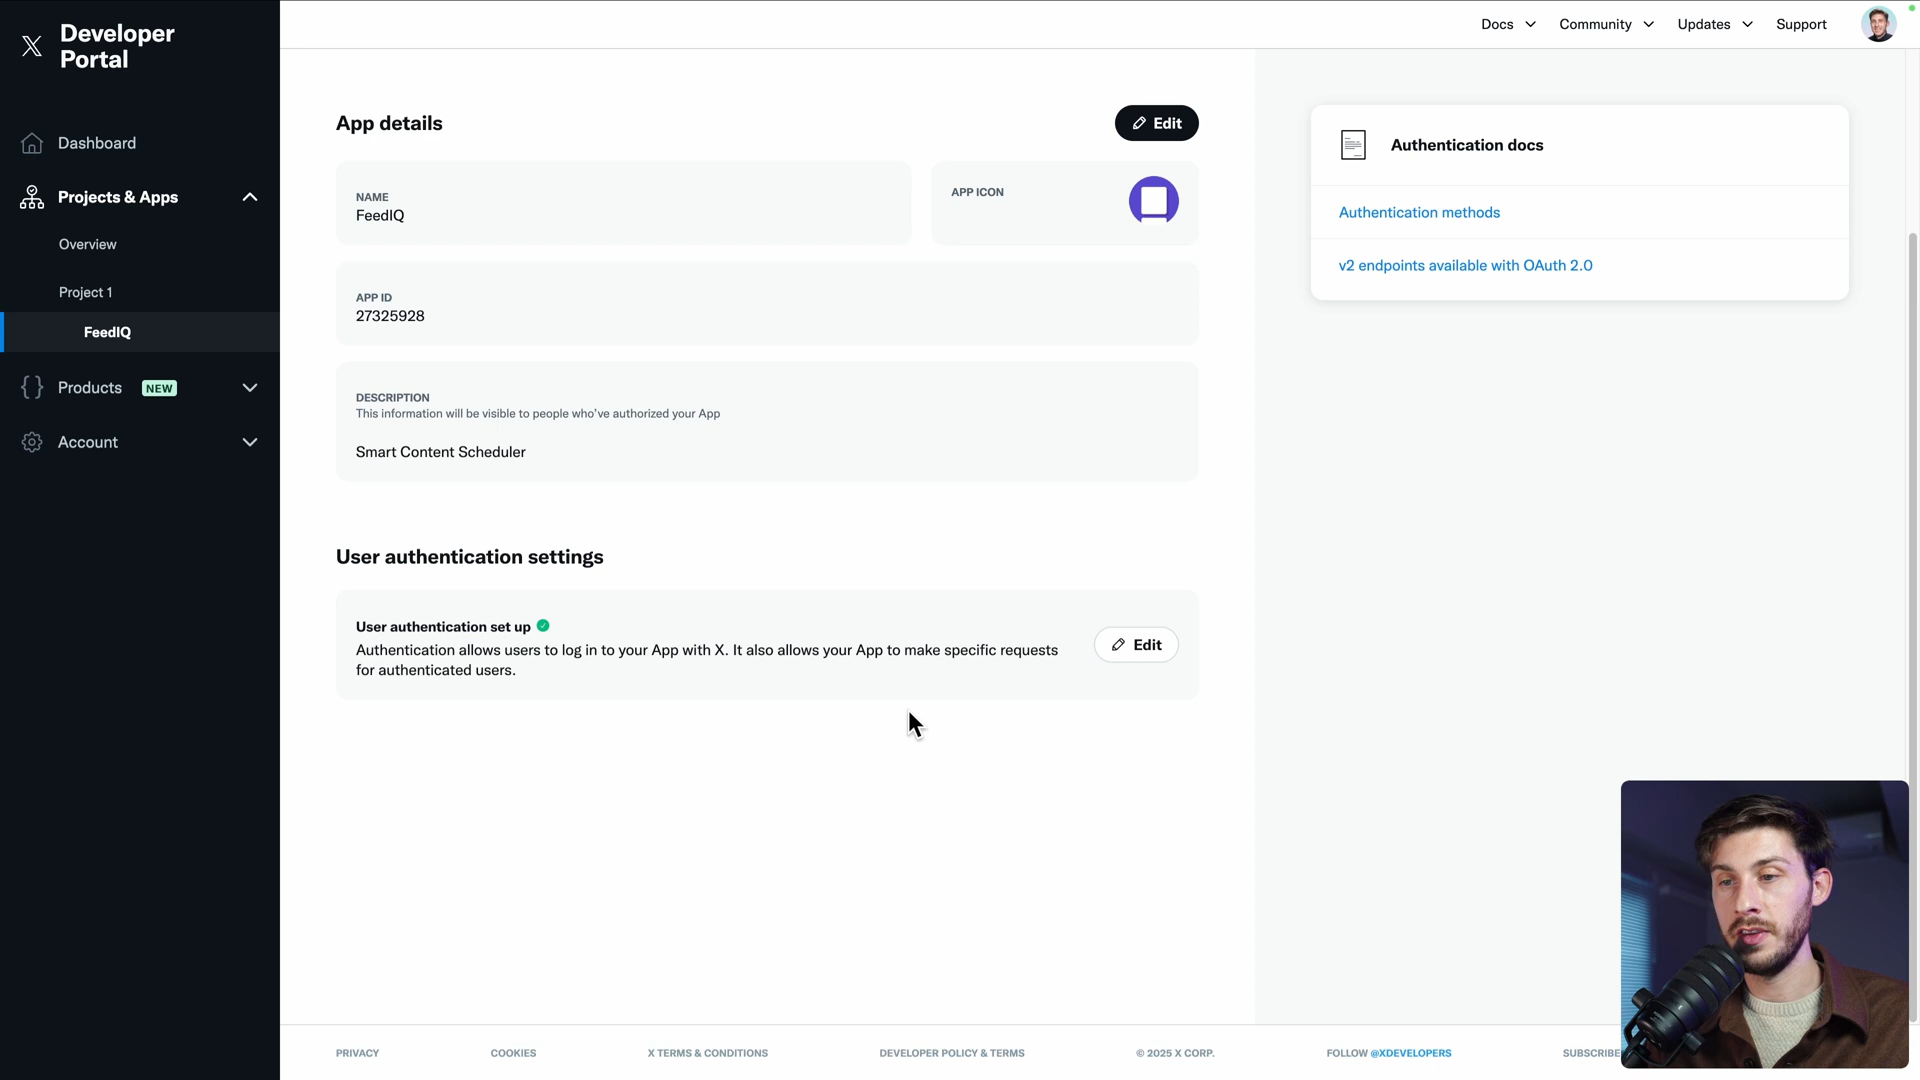 Developer
Portal
Dashboard
Projects & Apps
Overview
Project 1
FeedIQ
Products NEW
Account
Docs
Community
Updates
Support
App details
Edit
NAME
FeedIQ
APP ICON
APP ID
27325928
DESCRIPTION
This information will be visible to people who've authorized your App
Smart Content Scheduler
User authentication settings
User authentication set up
Authentication allows users to log in to your App with X. It also allows your App to make specific requests
for authenticated users.
Edit
Authentication docs
Authentication methods
v2 endpoints available with OAuth 2.0
PRIVACY
COOKIES
X TERMS & CONDITIONS
DEVELOPER POLICY & TERMS
© 2025 X CORP.
FOLLOW @XDEVELOPERS
SUBSCRIBE